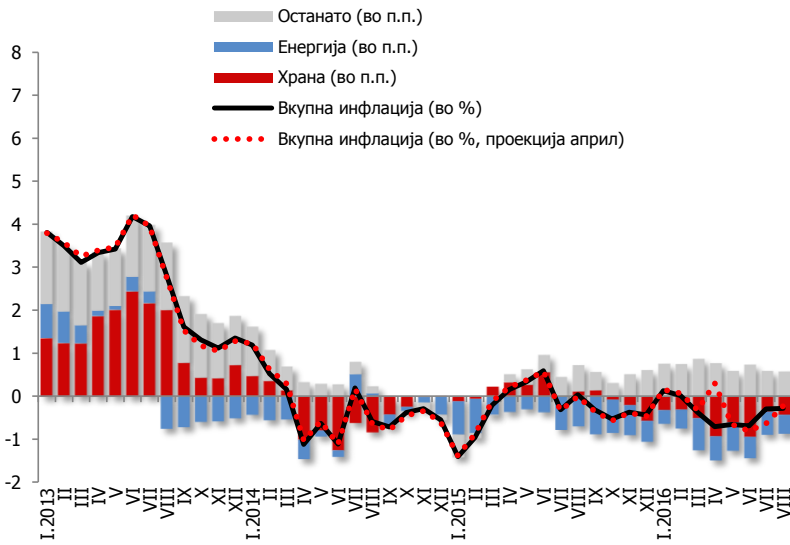 Останато (во п.п.)
Енергија (во п.п.)
Храна (во п.п.)
Вкупна инфлација (во %)
Вкупна инфлација (во %, проекција април)
8
7
6
5
4
3
2
1
0
-1
-2
I.2013
II
III
IV
V
VI
VII
VIII
IX
X
XI
XII
I.2014
II
III
IV
V
VI
VII
VIII
IX
X
XI
XII
I.2015
II
III
IV
V
VI
VII
VIII
IX
X
XI
XII
I.2016
II
III
IV
V
VI
VII
VIII